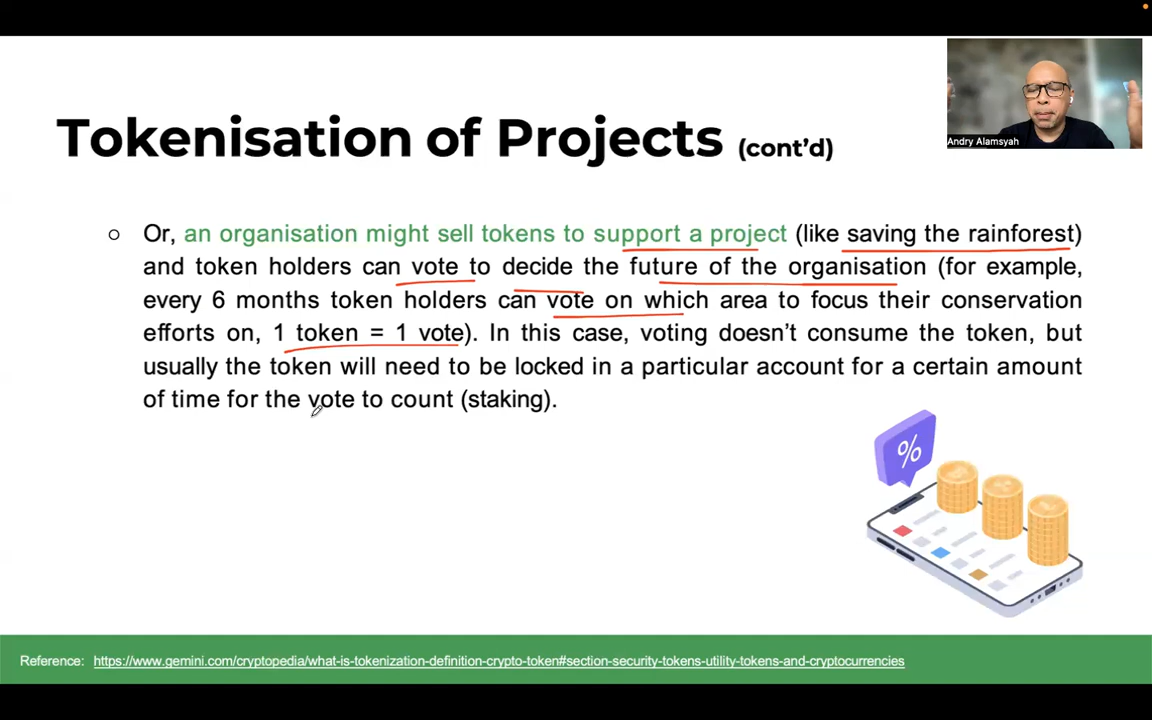 Andry Alamsyah
Tokenisation of Projects (cont’d)
Or, an organisation might sell tokens to support a project (like saving the rainforest)
and token holders can vote to decide the future of the organisation (for example,
every 6 months token holders can vote on which area to focus their conservation
efforts on, 1 token = 1 vote). In this case, voting doesn’t consume the token, but
usually the token will need to be locked in a particular account for a certain amount
of time for the vote to count (staking).
%
Reference: https://www.gemini.com/cryptopedia/what-is-tokenization-definition-crypto-token#section-security-tokens-utility-tokens-and-cryptocurrencies